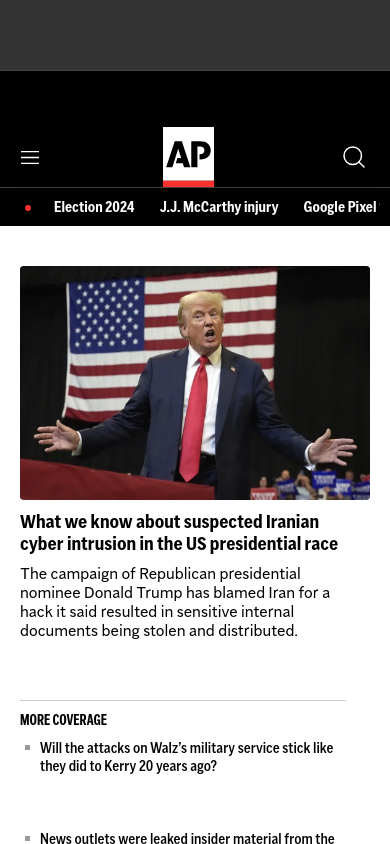 AP
Election 2024 J.J. McCarthy injury Google Pixel
TRUMP
TRUMP
What we know about suspected Iranian
cyber intrusion in the US presidential race
The campaign of Republican presidential
nominee Donald Trump has blamed Iran for a
hack it said resulted in sensitive internal
documents being stolen and distributed.
MORE COVERAGE
Will the attacks on Walz’s military service stick like
they did to Kerry 20 years ago?
News outlets were leaked insider material from the